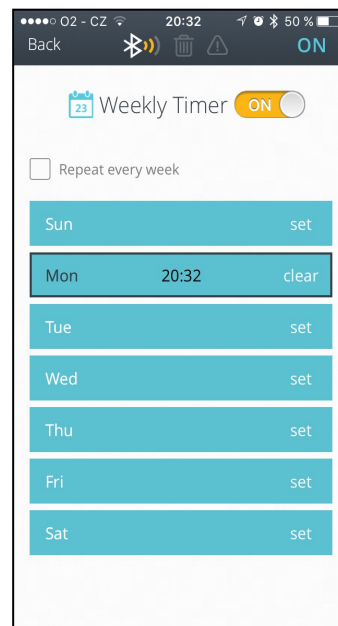 O2 - CZ 20:32 50 %
Back ON
23 Weekly Timer ON
Repeat every week
Sun set
Mon 20:32 clear
Tue set
Wed set
Thu set
Fri set
Sat set